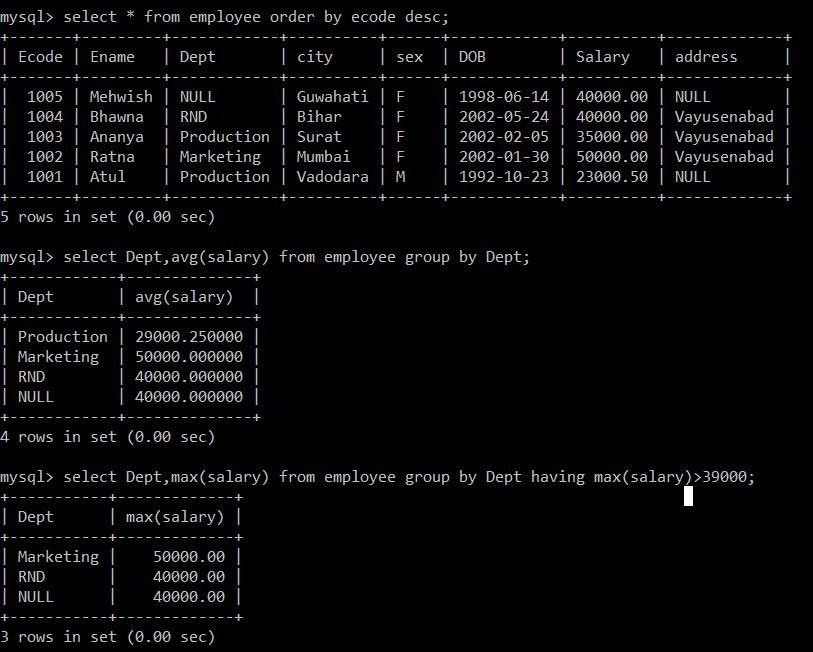 mysql> select * from employee order by ecode desc;
+-------+---------+------------+----------+------+------------+----------+-------------+
| Ecode | Ename   | Dept       | city     | sex  | DOB        | Salary   | address     |
+-------+---------+------------+----------+------+------------+----------+-------------+
|  1005 | Mehwish | NULL       | Guwahati | F    | 1998-06-14 | 40000.00 | NULL        |
|  1004 | Bhawna  | RND        | Bihar    | F    | 2002-05-24 | 40000.00 | Vayusenabad |
|  1003 | Ananya  | Production | Surat    | F    | 2002-02-05 | 35000.00 | Vayusenabad |
|  1002 | Ratna   | Marketing  | Mumbai   | F    | 2002-01-30 | 50000.00 | Vayusenabad |
|  1001 | Atul    | Production | Vadodara | M    | 1992-10-23 | 23000.50 | NULL        |
+-------+---------+------------+----------+------+------------+----------+-------------+
5 rows in set (0.00 sec)
mysql> select Dept,avg(salary) from employee group by Dept;
+------------+--------------+
| Dept       | avg(salary)  |
+------------+--------------+
| Production | 29000.250000 |
| Marketing  | 50000.000000 |
| RND        | 40000.000000 |
| NULL       | 40000.000000 |
+------------+--------------+
4 rows in set (0.00 sec)
mysql> select Dept,max(salary) from employee group by Dept having max(salary)>39000;
+-----------+-------------+
| Dept      | max(salary) |
+-----------+-------------+
| Marketing |    50000.00 |
| RND       |    40000.00 |
| NULL      |    40000.00 |
+-----------+-------------+
3 rows in set (0.00 sec)